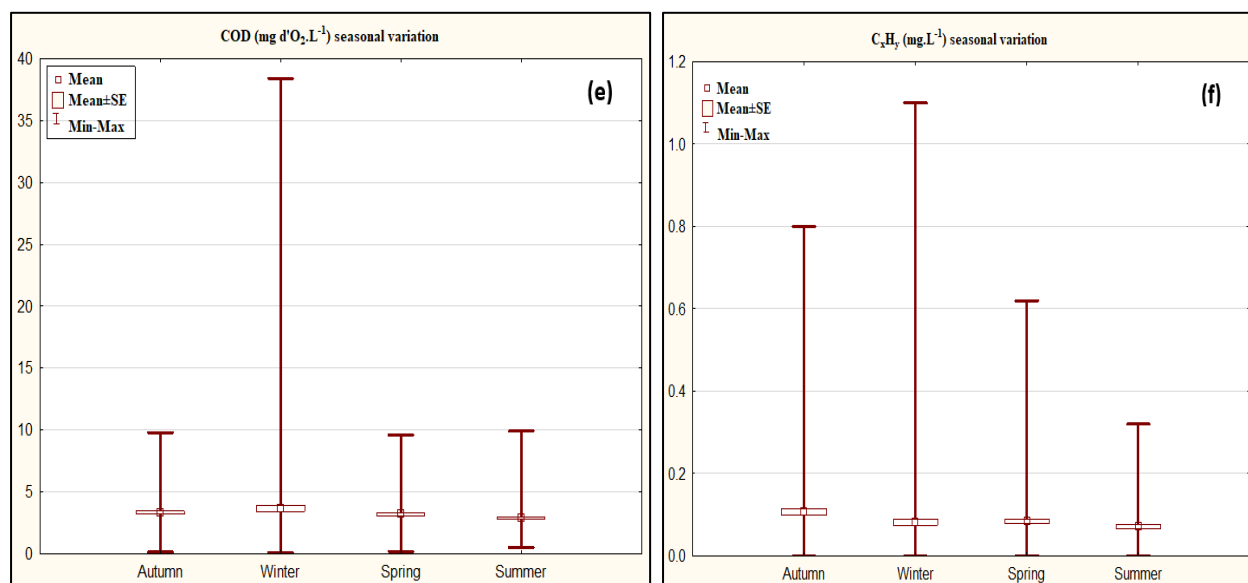 COD (mg d'O₂.L⁻¹) seasonal variation
40
35
30
25
20
15
10
5
0
Mean
Mean±SE
Min-Max
(e)
Autumn Winter Spring Summer
CₓHᵧ (mg.L⁻¹) seasonal variation
1.2
1.0
0.8
0.6
0.4
0.2
0.0
Mean
Mean±SE
Min-Max
(f)
Autumn Winter Spring Summer